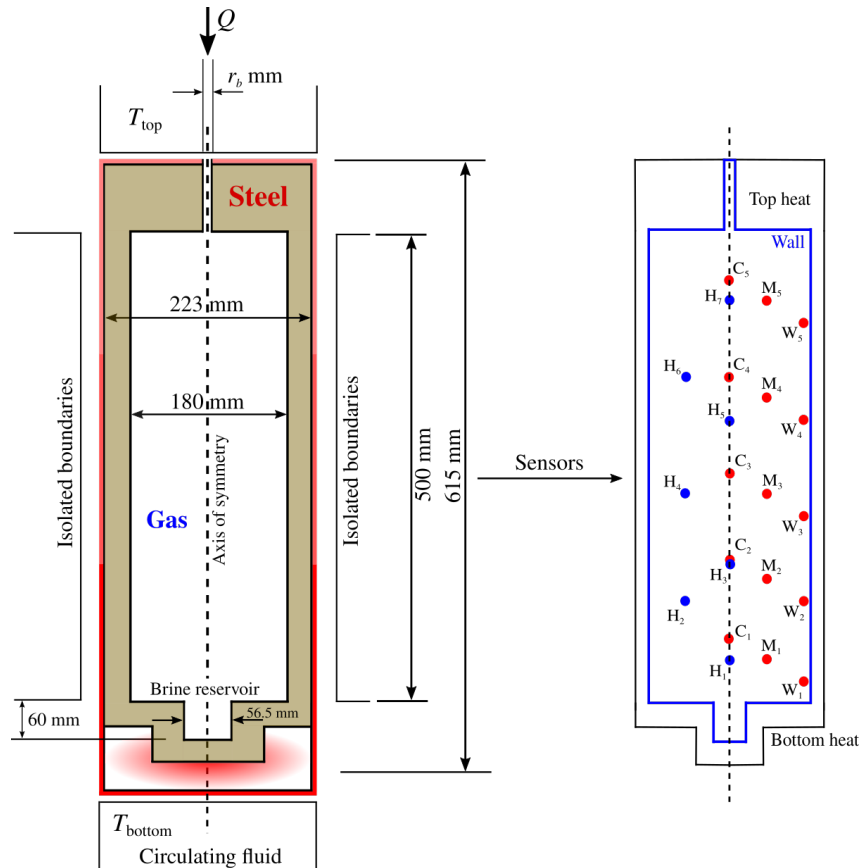 Q
r_b mm
T_top
Steel
223 mm
180 mm
Isolated boundaries
Gas
Axis of symmetry
Isolated boundaries
500 mm
615 mm
Brine reservoir
60 mm
56.5 mm
T_bottom
Circulating fluid
Sensors
Top heat
Wall
C₅
H₇
M₅
W₅
H₆
C₄
M₄
H₅
W₄
C₃
H₄
M₃
W₃
C₂
H₃
M₂
H₂
W₂
C₁
H₁
M₁
W₁
Bottom heat